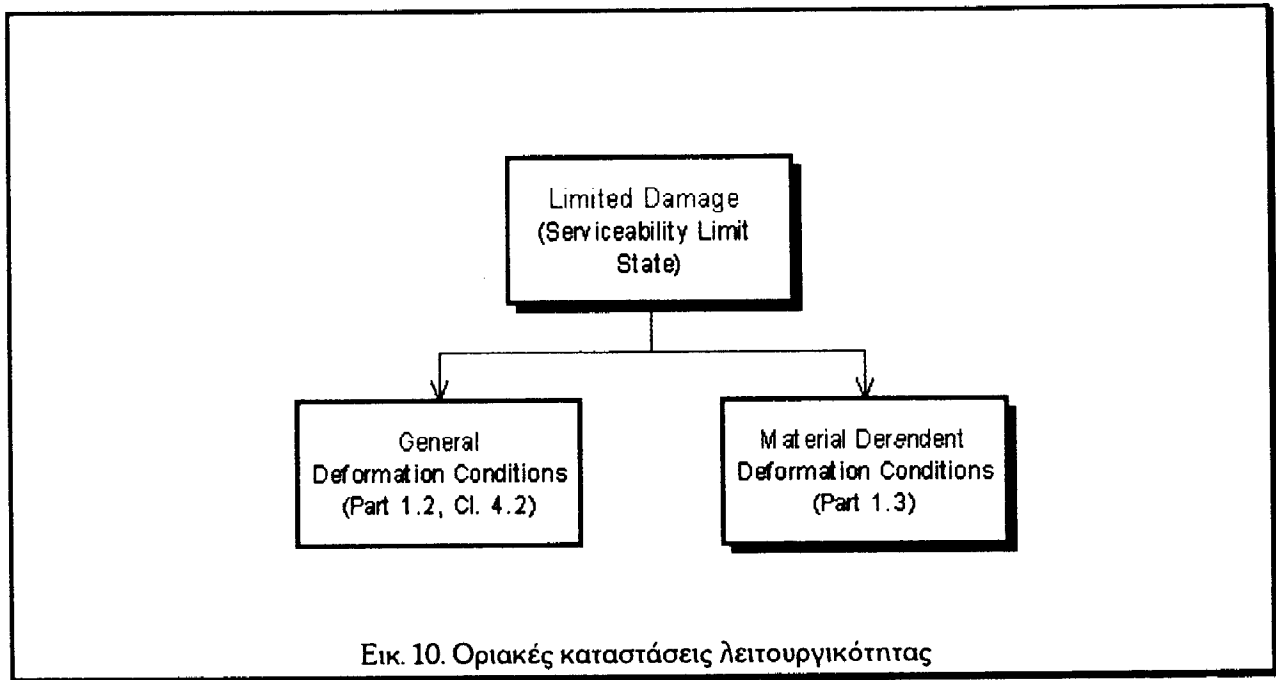 Limited Damage
(Serviceability Limit
State)
General
Deformation Conditions
(Part 1.2, Cl. 4.2)
Material Derendent
Deformation Conditions
(Part 1.3)
Εικ. 10. Οριακές καταστάσεις λειτουργικότητας